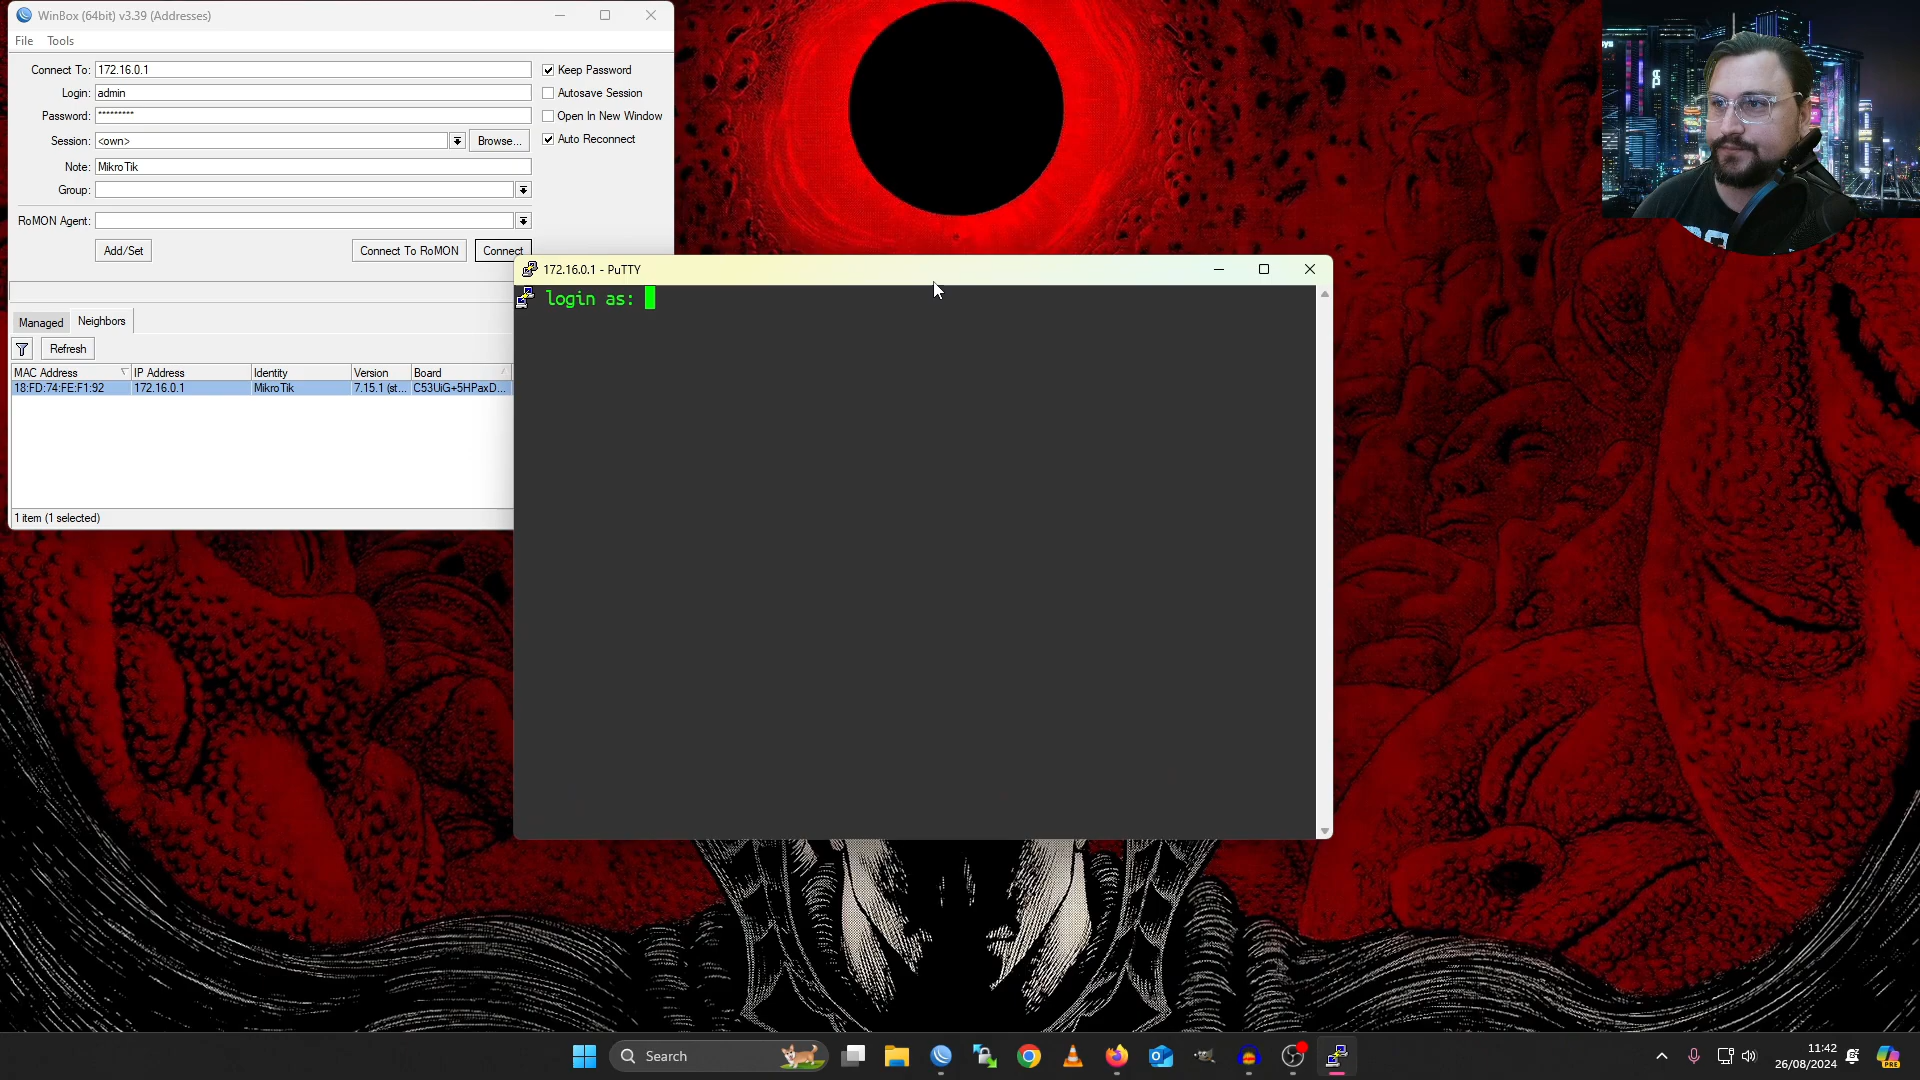 WinBox (64bit) v3.39 (Addresses)
File Tools
Connect To: 172.16.0.1
Keep Password
Login: admin
Autosave Session
Password: *********
Open In New Window
Session: <own>
Browse...
Auto Reconnect
Note: MikroTik
Group:
RoMON Agent:
Add/Set
Connect To RoMON
Connect
Managed
Neighbors
Refresh
MAC Address IP Address Identity Version Board
18:FD:74:FE:F1:92 172.16.0.1 MikroTik 7.15.1 (st... C53UiG+5HPaxD...
1 item (1 selected)
172.16.0.1 - PuTTY
login as:
Search
11:42
26/08/2024
PRE